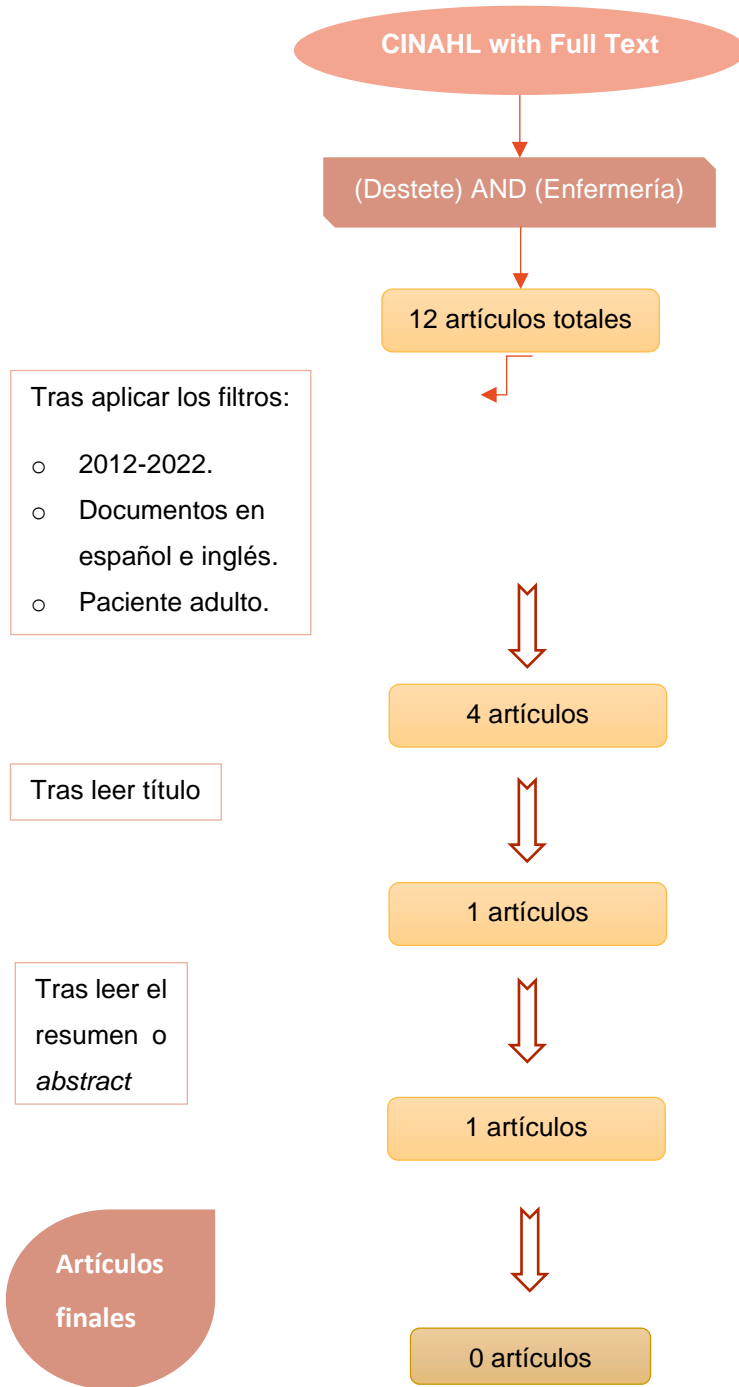 CINAHL with Full Text
(Destete) AND (Enfermería)
12 artículos totales
Tras aplicar los filtros:
o 2012-2022.
o Documentos en
español e inglés.
o Paciente adulto.
4 artículos
Tras leer título
1 artículos
Tras leer el
resumen o
abstract
1 artículos
Artículos
finales
0 artículos